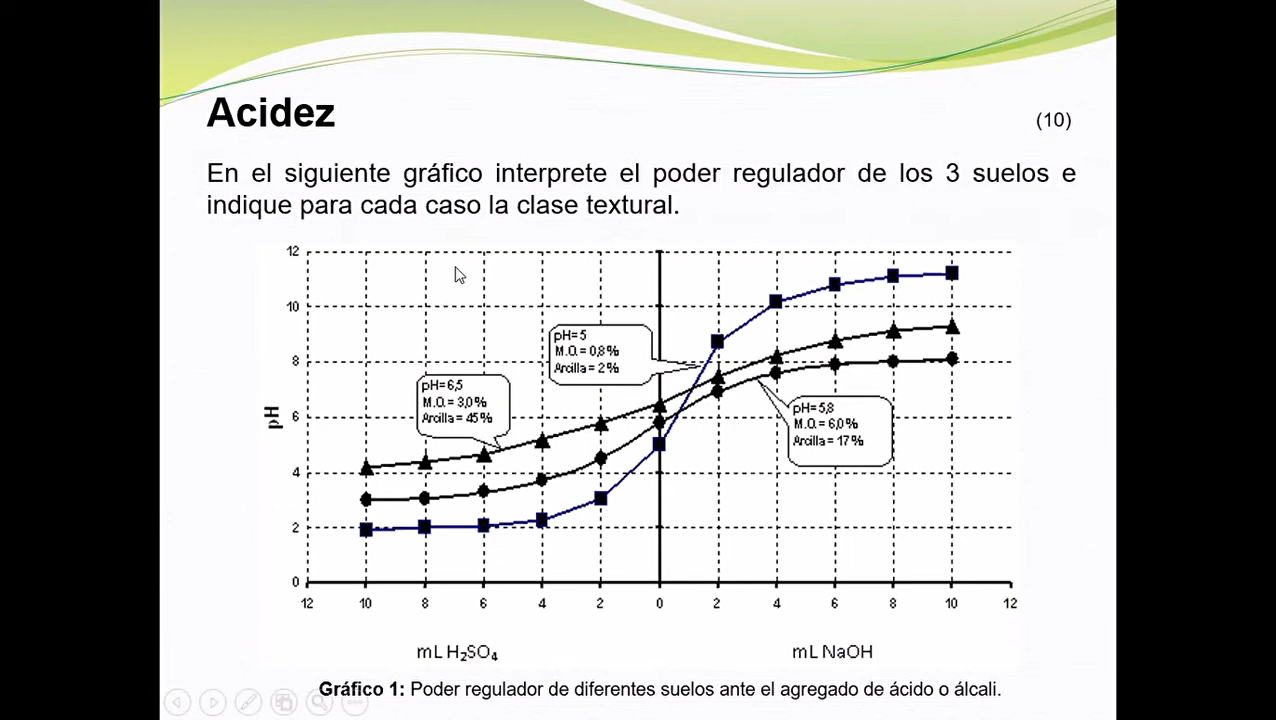 Acidez
(10)
En el siguiente gráfico interprete el poder regulador de los 3 suelos e
indique para cada caso la clase textural.
12
10
8
6
4
2
0
pH
pH= 5
M.O.= 0,8%
Arcilla = 2%
pH=6,5
M.O.= 3,0%
Arcilla = 45%
pH=5,8
M.O.= 6,0%
Arcilla = 17%
12 10 8 6 4 2 0 2 4 6 8 10 12
mL H₂SO₄ mL NaOH
Gráfico 1: Poder regulador de diferentes suelos ante el agregado de ácido o álcali.